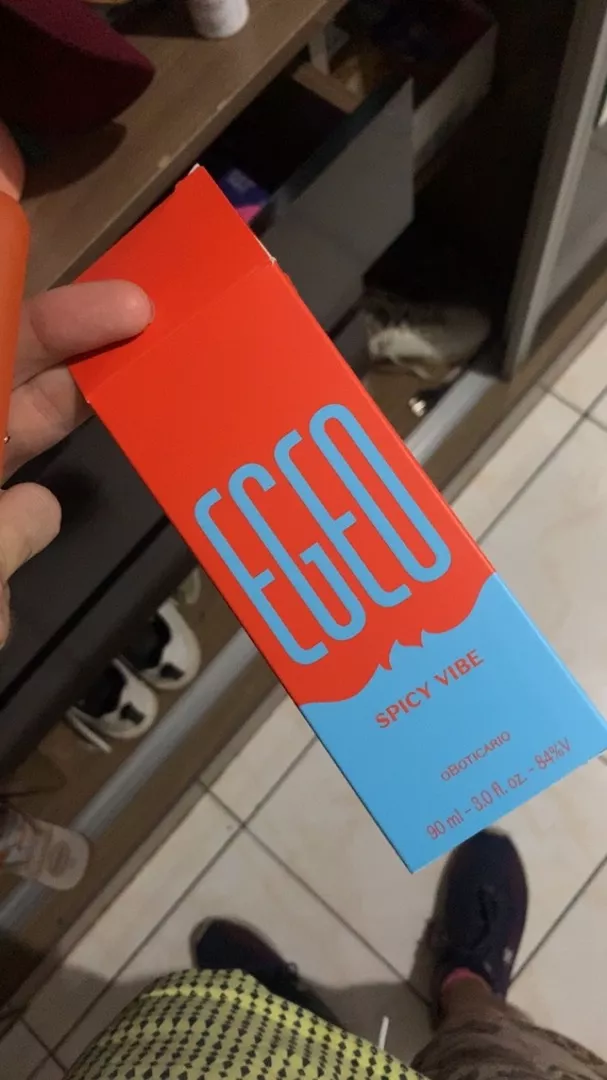 EGEO
SPICY VIBE
oBOTICARIO
90 ml - 3.0 fl. oz. - 84%V